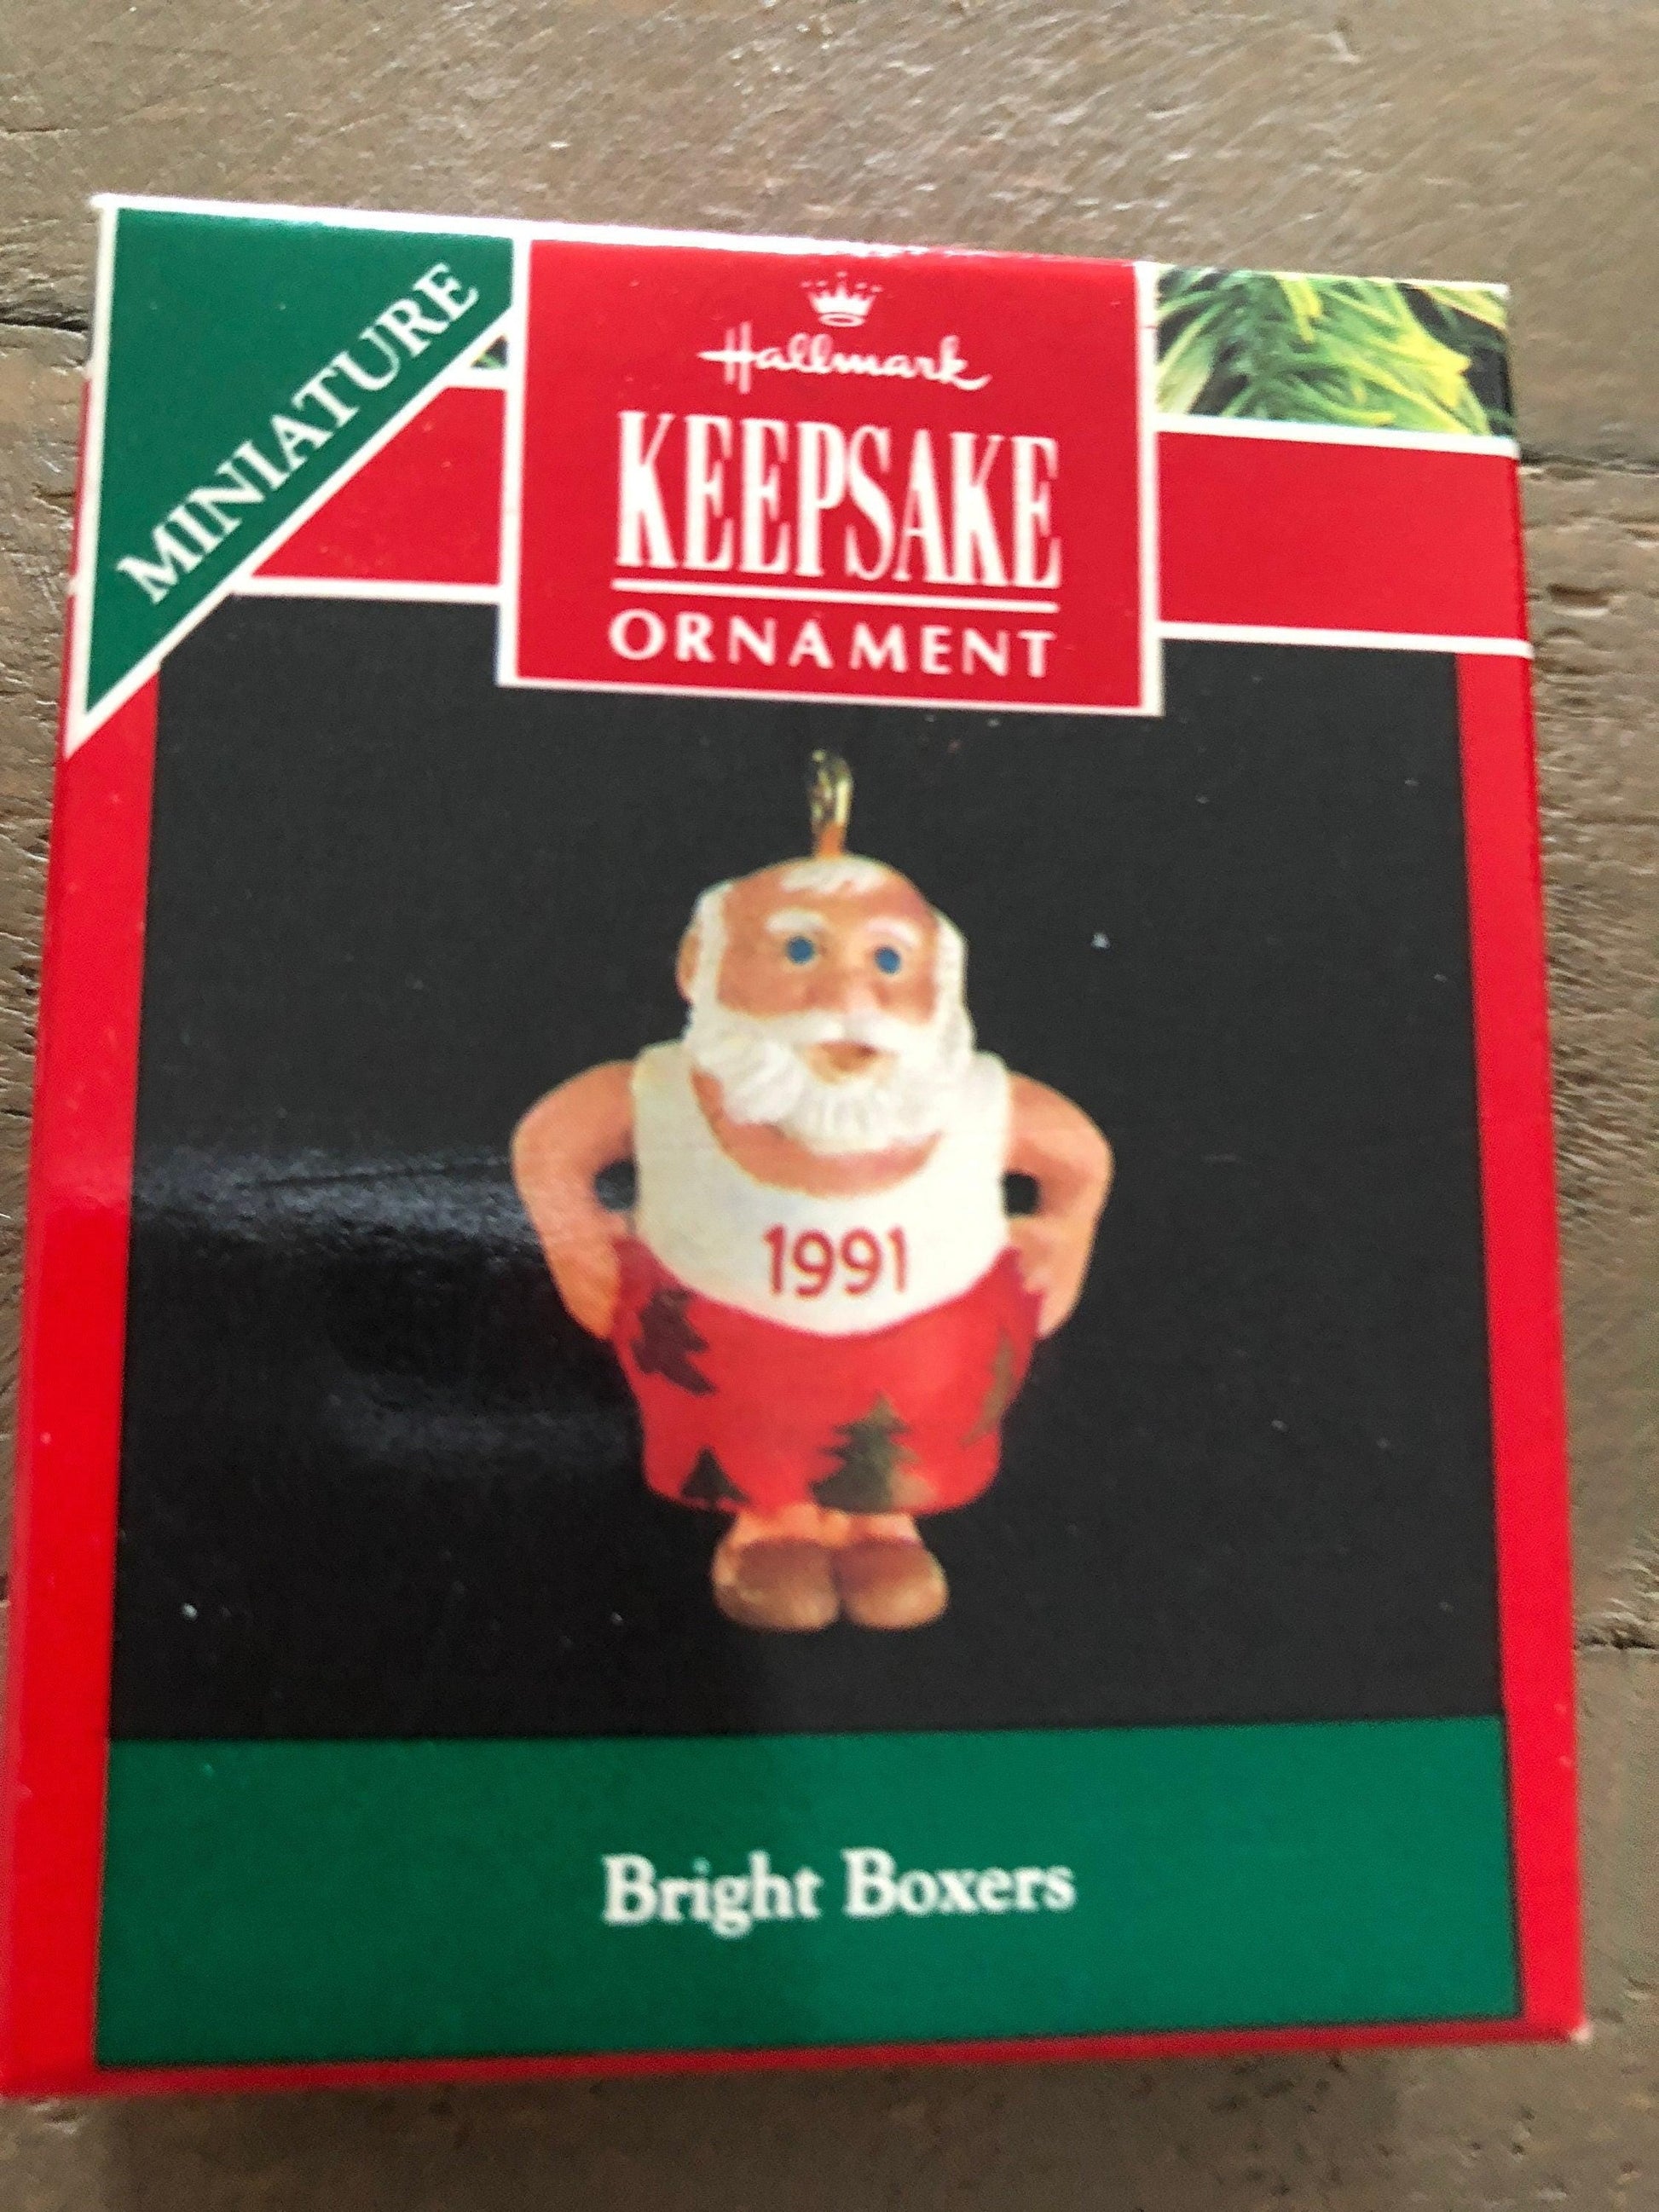 MINIATURE
Hallmark
KEEPSAKE
ORNAMENT
1991
Bright Boxers